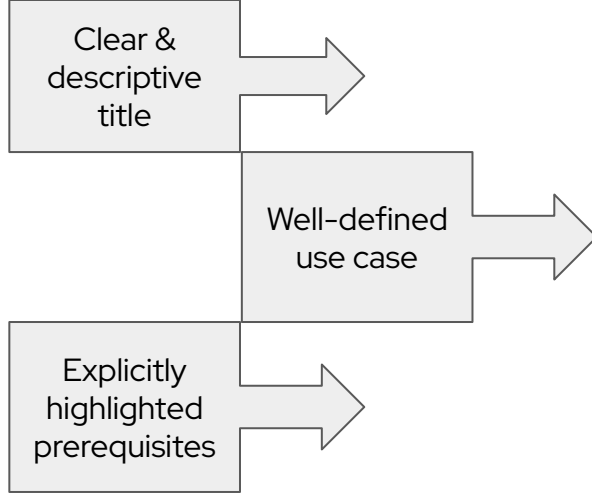 Clear &
descriptive
title
Well-defined
use case
Explicitly
highlighted
prerequisites